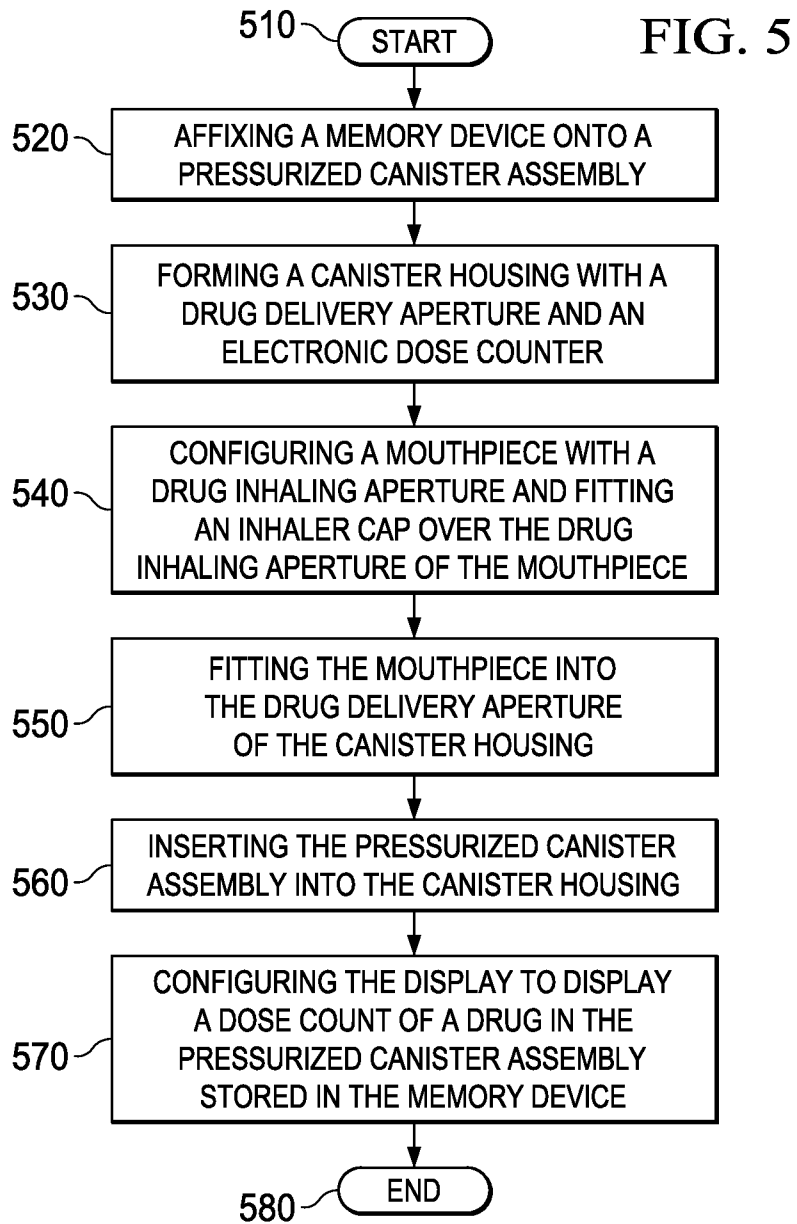 510
START
FIG. 5
520
AFFIXING A MEMORY DEVICE ONTO A
PRESSURIZED CANISTER ASSEMBLY
530
FORMING A CANISTER HOUSING WITH A
DRUG DELIVERY APERTURE AND AN
ELECTRONIC DOSE COUNTER
540
CONFIGURING A MOUTHPIECE WITH A
DRUG INHALING APERTURE AND FITTING
AN INHALER CAP OVER THE DRUG
INHALING APERTURE OF THE MOUTHPIECE
550
FITTING THE MOUTHPIECE INTO
THE DRUG DELIVERY APERTURE
OF THE CANISTER HOUSING
560
INSERTING THE PRESSURIZED CANISTER
ASSEMBLY INTO THE CANISTER HOUSING
570
CONFIGURING THE DISPLAY TO DISPLAY
A DOSE COUNT OF A DRUG IN THE
PRESSURIZED CANISTER ASSEMBLY
STORED IN THE MEMORY DEVICE
580
END